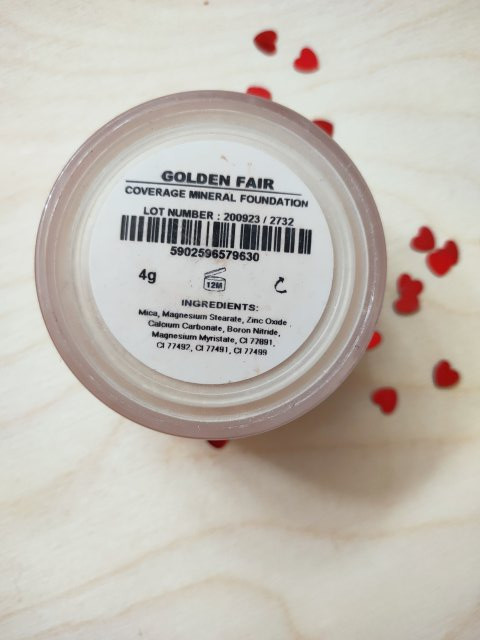 GOLDEN FAIR
COVERAGE MINERAL FOUNDATION
LOT NUMBER : 200923 / 2732
5902596579630
4g
12M
INGREDIENTS:
Mica, Magnesium Stearate, Zinc Oxide,
Calcium Carbonate, Boron Nitride,
Magnesium Myristate, CI 77891,
CI 77492, CI 77491, CI 77499